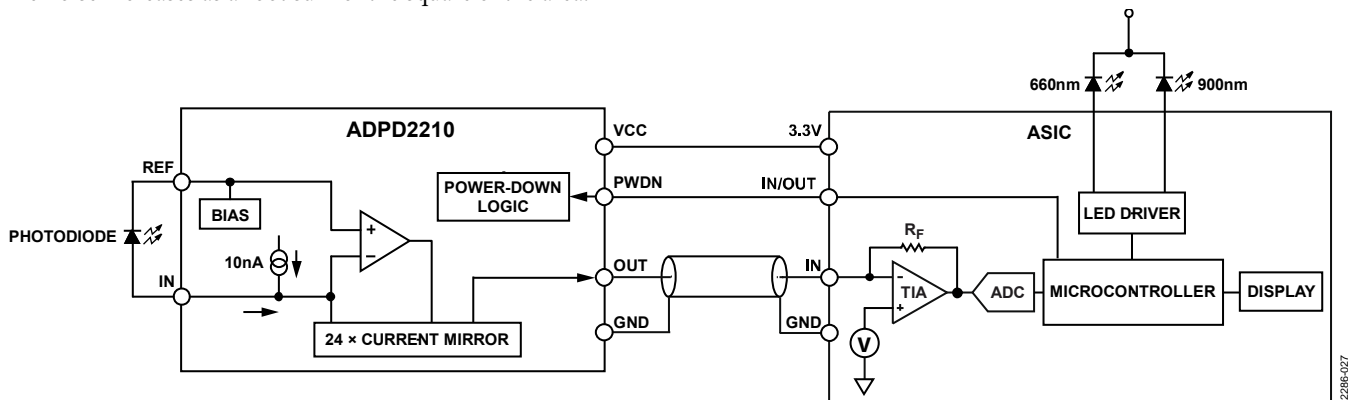 ADPD2210
REF
BIAS
PHOTODIODE
10nA
IN
24 × CURRENT MIRROR
POWER-DOWN
LOGIC
VCC
PWDN
OUT
GND
3.3V
IN/OUT
IN
GND
ASIC
660nm
900nm
LED DRIVER
RF
TIA
V
ADC
MICROCONTROLLER
DISPLAY
2286-027